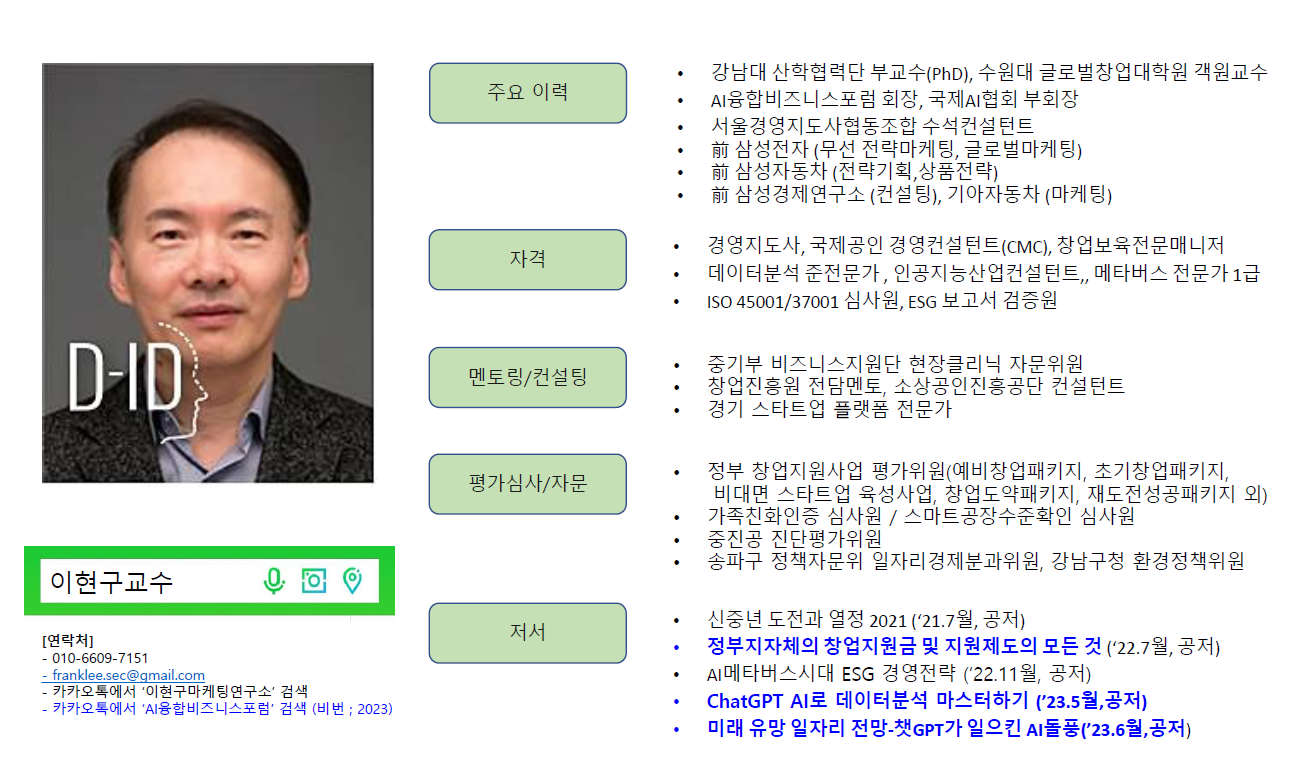 D-ID
이현구교수
[연락처]
- 010-6609-7151
- franklee.sec@gmail.com
- 카카오톡에서 ‘이현구마케팅연구소’ 검색
- 카카오톡에서 ‘AI융합비즈니스포럼’ 검색 (비번 ; 2023)
주요 이력
• 강남대 산학협력단 부교수(PhD), 수원대 글로벌창업대학원 객원교수
• AI융합비즈니스포럼 회장, 국제AI협회 부회장
• 서울경영지도사협동조합 수석컨설턴트
• 前 삼성전자 (무선 전략마케팅, 글로벌마케팅)
• 前 삼성자동차 (전략기획,상품전략)
• 前 삼성경제연구소 (컨설팅), 기아자동차 (마케팅)
자격
• 경영지도사, 국제공인 경영컨설턴트(CMC), 창업보육전문매니저
• 데이터분석 준전문가 , 인공지능산업컨설턴트,, 메타버스 전문가 1급
• ISO 45001/37001 심사원, ESG 보고서 검증원
멘토링/컨설팅
• 중기부 비즈니스지원단 현장클리닉 자문위원
• 창업진흥원 전담멘토, 소상공인진흥공단 컨설턴트
• 경기 스타트업 플랫폼 전문가
평가심사/자문
• 정부 창업지원사업 평가위원(예비창업패키지, 초기창업패키지,
비대면 스타트업 육성사업, 창업도약패키지, 재도전성공패키지 외)
• 가족친화인증 심사원 / 스마트공장수준확인 심사원
• 중진공 진단평가위원
• 송파구 정책자문위 일자리경제분과위원, 강남구청 환경정책위원
저서
• 신중년 도전과 열정 2021 (‘21.7월, 공저)
• 정부지자체의 창업지원금 및 지원제도의 모든 것 (‘22.7월, 공저)
• AI메타버스시대 ESG 경영전략 (’22.11월, 공저)
• ChatGPT AI로 데이터분석 마스터하기 (’23.5월,공저)
• 미래 유망 일자리 전망-챗GPT가 일으킨 AI돌풍(’23.6월,공저)